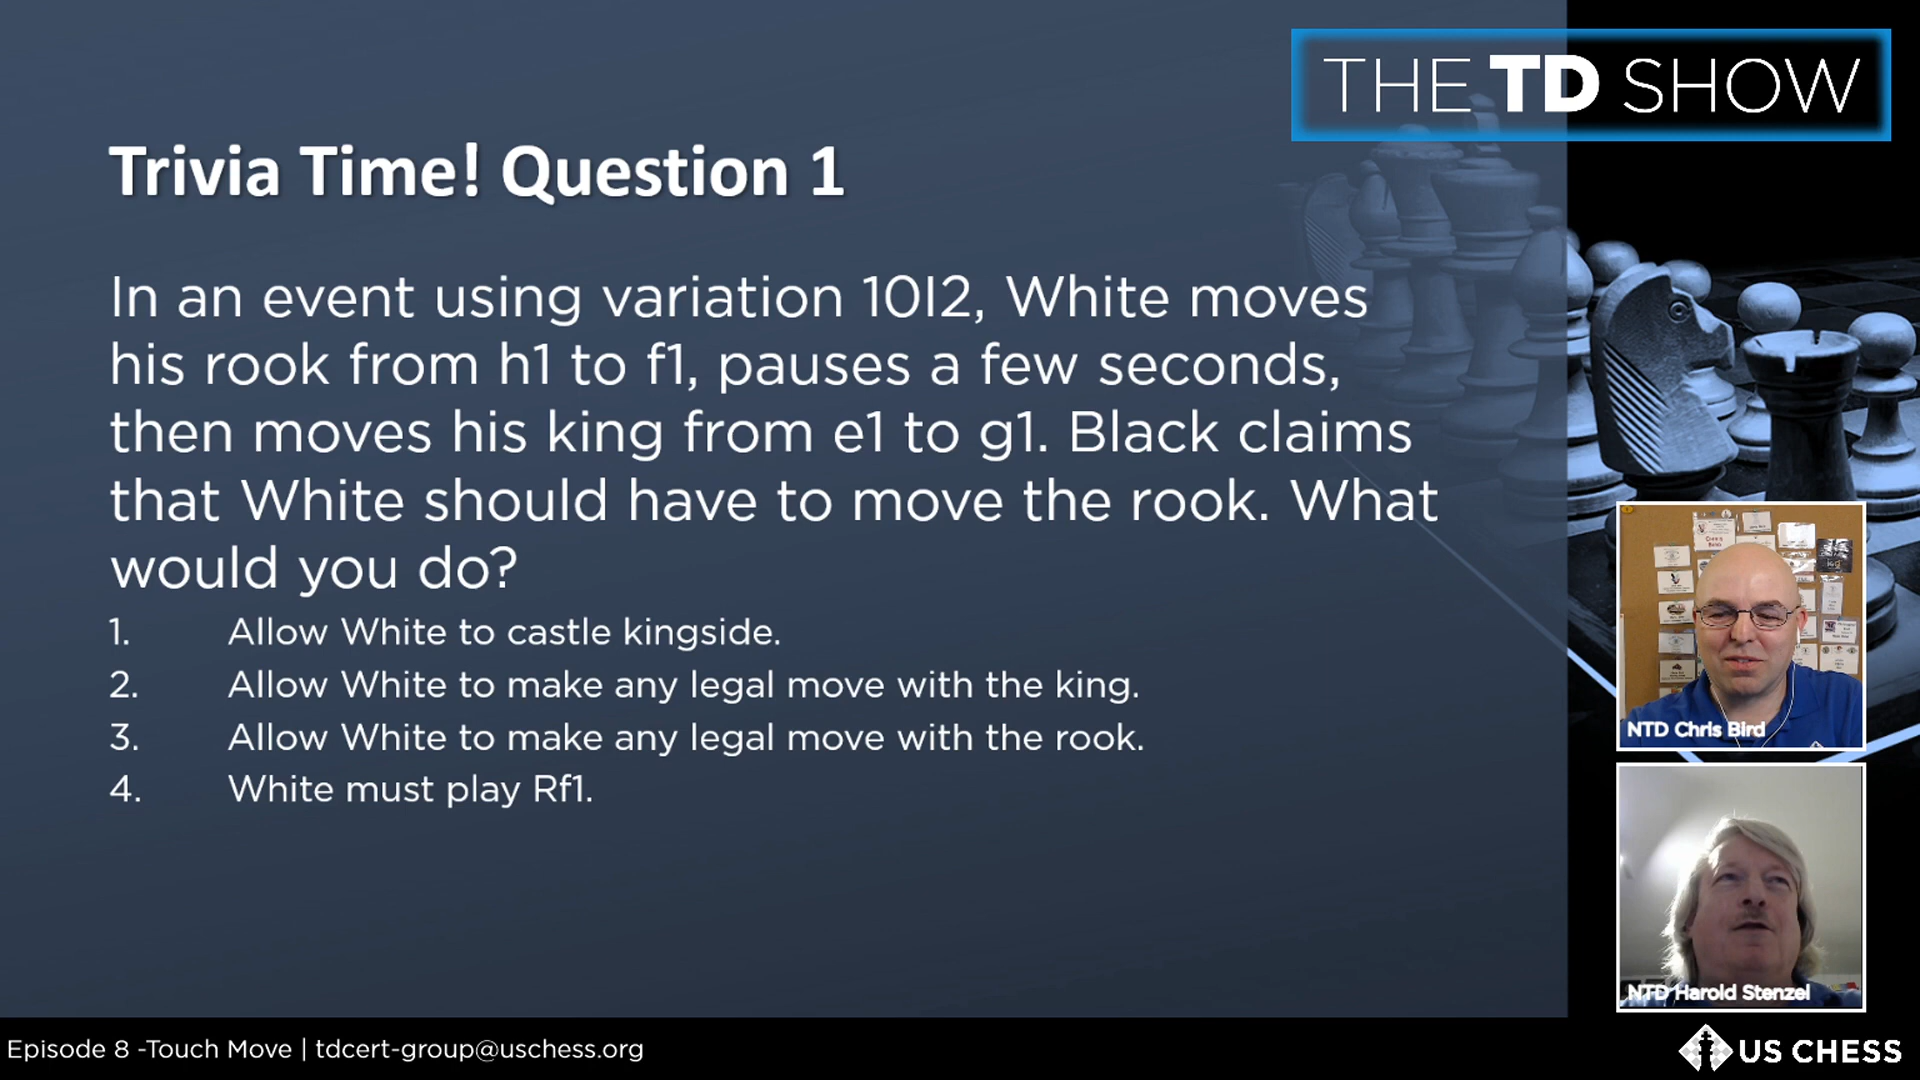 THE TD SHOW
Trivia Time! Question 1
In an event using variation 10I2, White moves
his rook from h1 to f1, pauses a few seconds,
then moves his king from e1 to g1. Black claims
that White should have to move the rook. What
would you do?
1. Allow White to castle kingside.
2. Allow White to make any legal move with the king.
3. Allow White to make any legal move with the rook.
4. White must play Rf1.
NTD Chris Bird
NTD Harold Stenzel
Episode 8 -Touch Move | tdcert-group@uschess.org
US CHESS